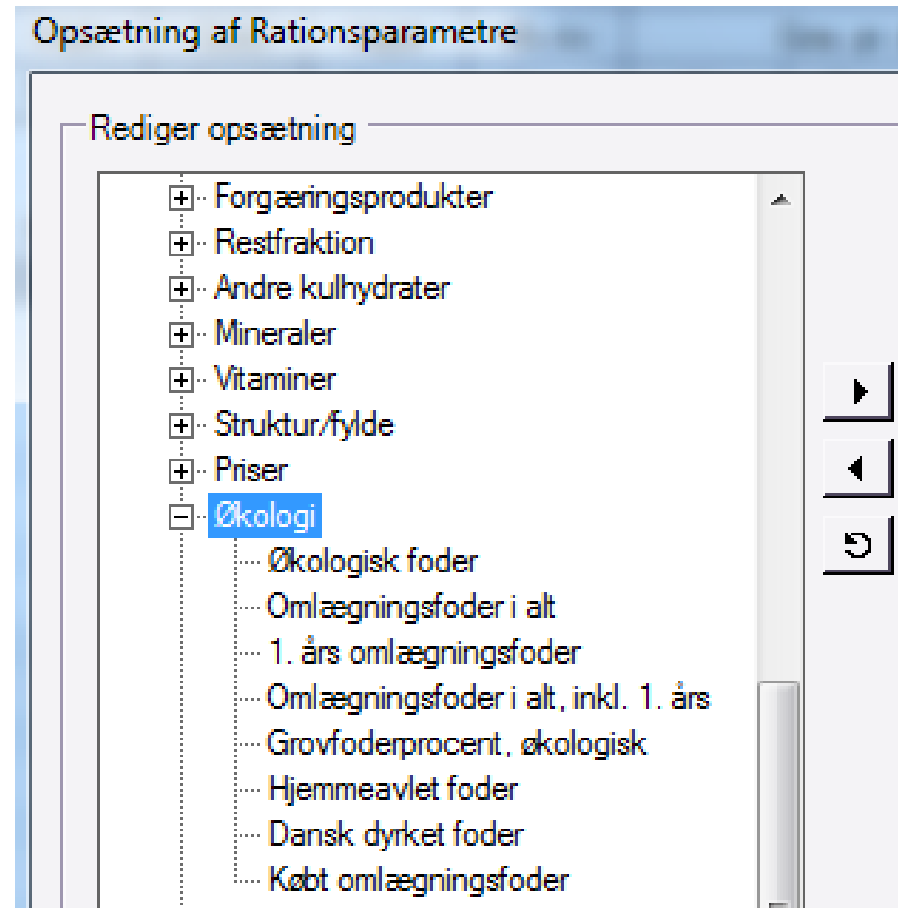 Opsætning af Rationsparametre
Rediger opsætning
Forgæringsprodukter
Restfraktion
Andre kulhydrater
Mineraler
Vitaminer
Struktur/fylde
Priser
Økologi
Økologisk foder
Omlægningsfoder i alt
1. års omlægningsfoder
Omlægningsfoder i alt, inkl. 1. års
Grovfoderprocent, økologisk
Hjemmeavlet foder
Dansk dyrket foder
Købt omlægningsfoder